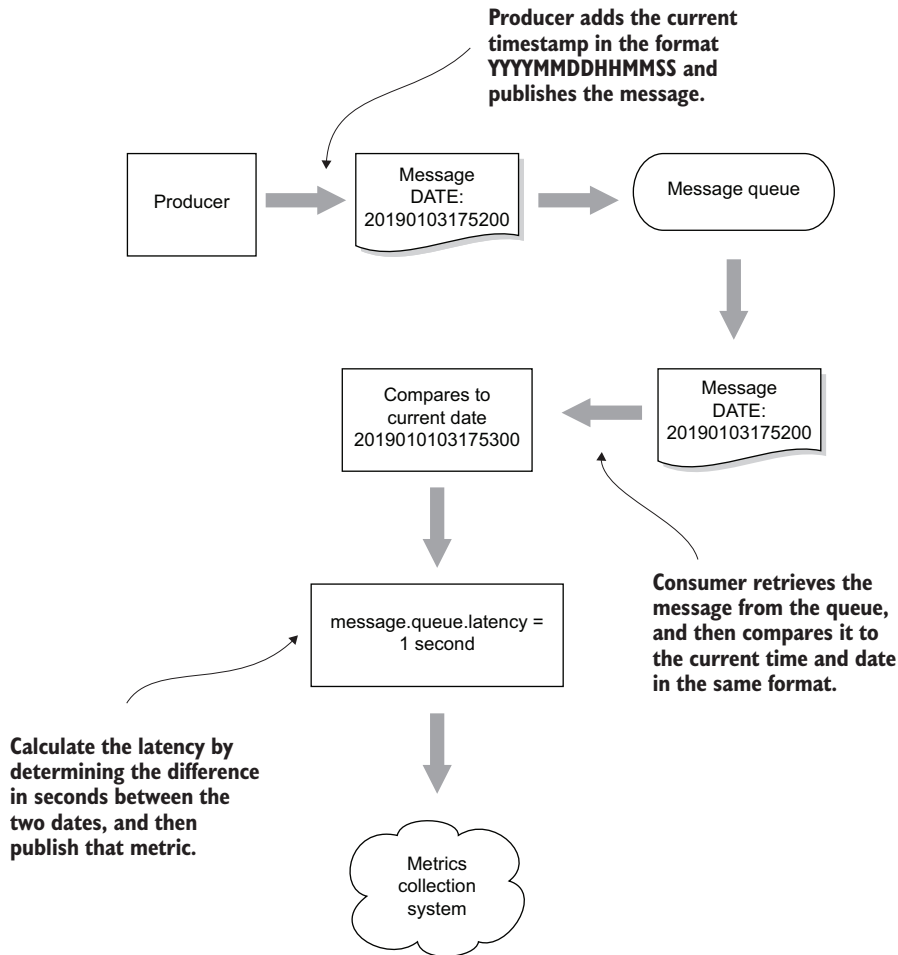 Producer adds the current
timestamp in the format
YYYYMMDDHHMMSS and
publishes the message.
Producer
Message
DATE:
20190103175200
Message queue
Message
DATE:
20190103175200
Compares to
current date
2019010103175300
Consumer retrieves the
message from the queue,
and then compares it to
the current time and date
in the same format.
message.queue.latency =
1 second
Calculate the latency by
determining the difference
in seconds between the
two dates, and then
publish that metric.
Metrics
collection
system